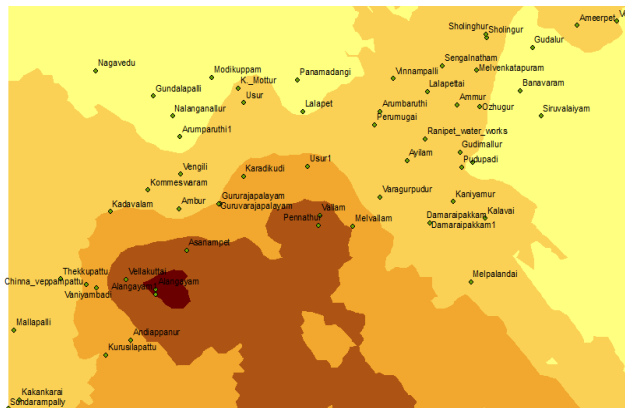 Ameerpet
Sholinghur
Sholingur
Gudalur
Sengalnatham
Nagavedu
Modikuppam
Panamadangi
Vinnampalli
Melvenkatapuram
K._Mottur
Lalapettai
Banavaram
Gundalapalli
Usur
Ammur
Nalanganallur
Lalapet
Arumbaruthi
Ozhugur
Siruvalaiyam
Perumugai
Arumparuthi1
Ranipet_water_works
Gudimallur
Usur1
Ayilam
Pudupadi
Vengili
Karadikudi
Kommesvaram
Gururajapalayam
Varagurpudur
Kaniyamur
Kadavalam
Ambur
Guruvarajapalayam
Vallam
Pennathur
Melvallam
Damaraipakkam
Kalavai
Damaraipakkam1
Asanampet
Thekkupattu
Vellakuttai
Chinna_veppampattu
Alangayam
Vaniyambadi
Melpalandai
Mallapalli
Andiappanur
Kurusilapattu
Kakankarai
Sundarampally